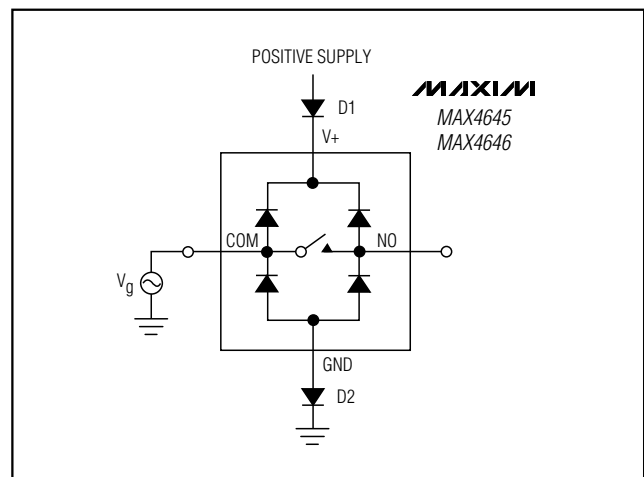 POSITIVE SUPPLY
MAXIM
D1
MAX4645
V+
MAX4646
COM
NO
Vg
GND
D2